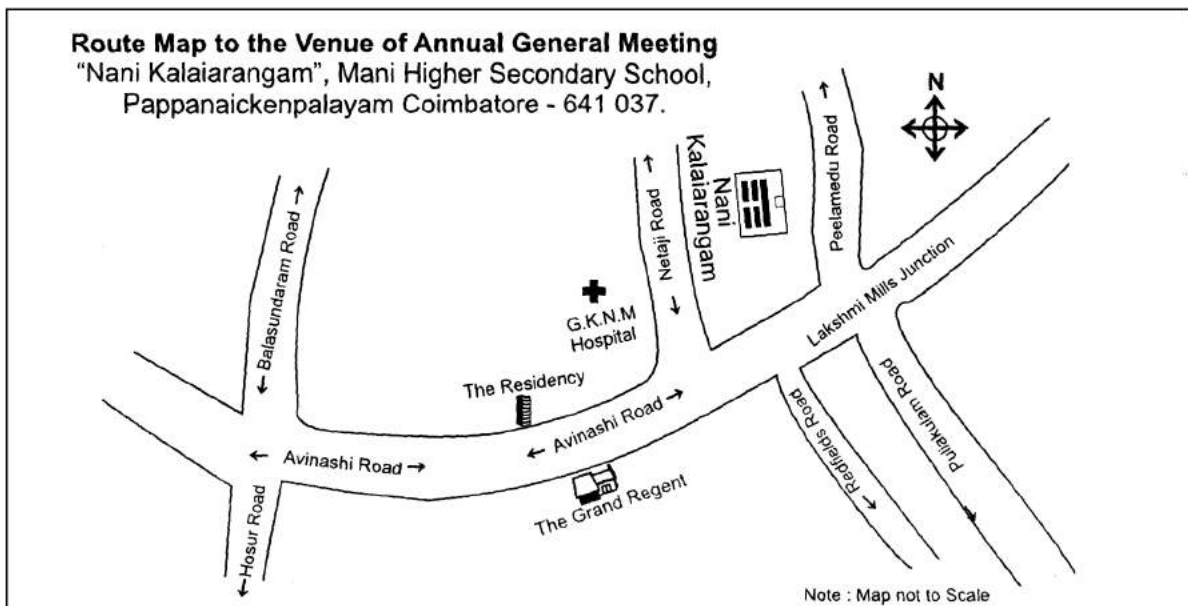 Route Map to the Venue of Annual General Meeting
"Nani Kalaiarangam", Mani Higher Secondary School,
Pappanaickenpalayam Coimbatore - 641 037.
N
Balasundaram Road
Netaji Road
Nani
Kalaiarangam
Peelamedu Road
G.K.N.M
Hospital
Lakshmi Mills Junction
The Residency
Avinashi Road
Avinashi Road
The Grand Regent
Redfields Road
Puliakulam Road
Hosur Road
Note : Map not to Scale